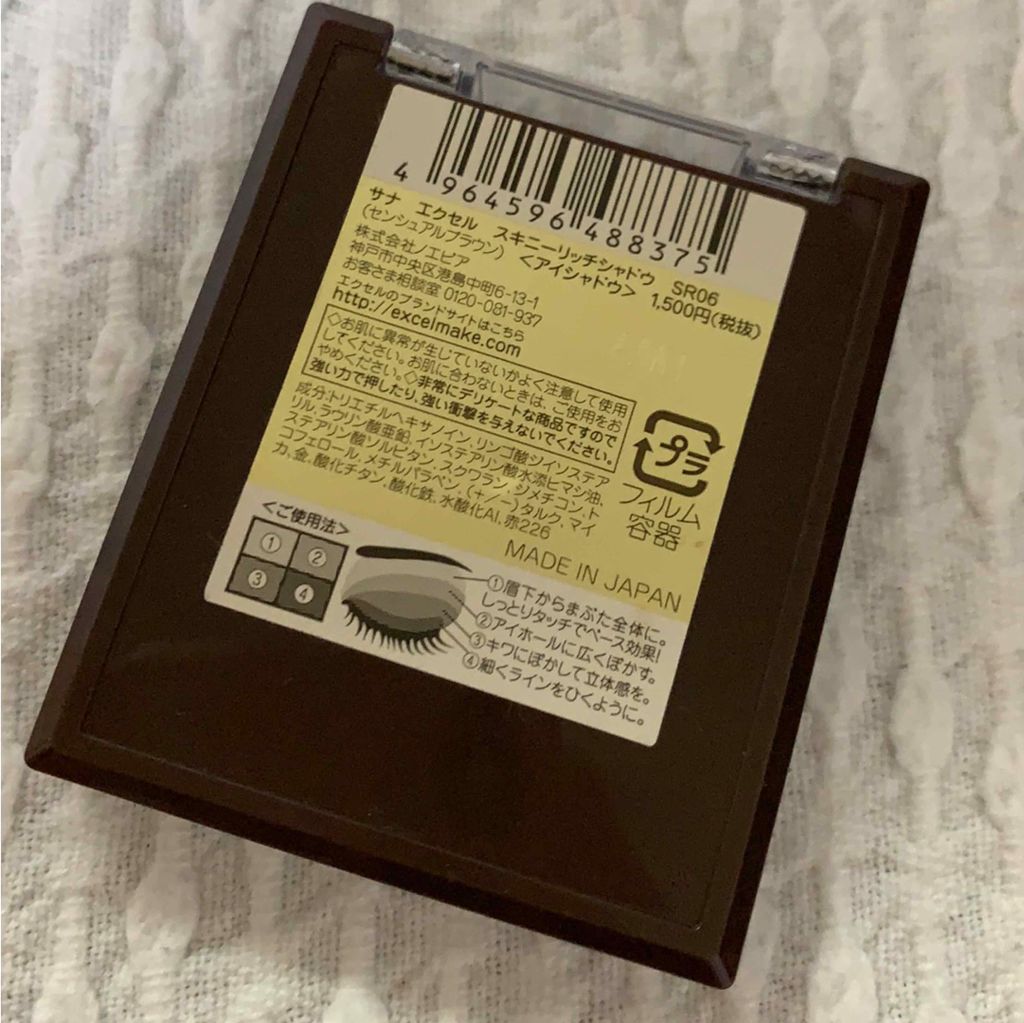 4 964596 488375
サナ エクセル スキニーリッチシャドウ SR06
(センシュアルブラウン) <アイシャドウ> 1,500円(税抜)
株式会社ノエビア
神戸市中央区港島中町6-13-1
お客さま相談室 0120-081-937
エクセルのブランドサイトはこちら
http://excelmake.com
◇お肌に異常が生じていないかよく注意して使用
してください。お肌に合わないときは、ご使用をお
やめください。◇非常にデリケートな商品ですので
強い力で押したり、強い衝撃を与えないでください。
成分:トリエチルヘキサノイン、リンゴ酸ジイソステア
リル、ラウリン酸亜鉛、イソステアリン酸水添ヒマシ油、
ステアリン酸ソルビタン、スクワラン、ジメチコン、ト
コフェロール、メチルパラベン、(+/-)タルク、マイ
カ、金、酸化チタン、酸化鉄、水酸化Al、赤226
プラ
フィルム
容器
MADE IN JAPAN
<ご使用法>
① ②
③ ④
①眉下からまぶた全体に。
しっとりタッチでベース効果!
②アイホールに広くぼかす。
③キワにぼかして立体感を。
④細くラインをひくように。